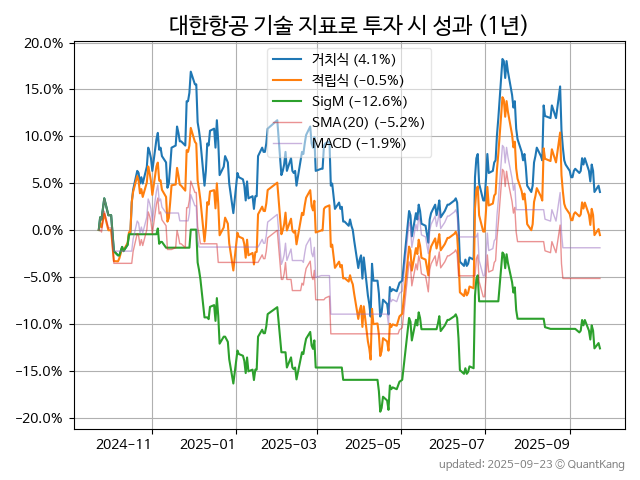 대한항공 기술 지표로 투자 시 성과 (1년)
거치식 (4.1%)
적립식 (−0.5%)
SigM (−12.6%)
SMA(20) (−5.2%)
MACD (−1.9%)
20.0%
15.0%
10.0%
5.0%
0.0%
−5.0%
−10.0%
−15.0%
−20.0%
2024-11 2025-01 2025-03 2025-05 2025-07 2025-09
updated: 2025-09-23 ⓒ QuantKang